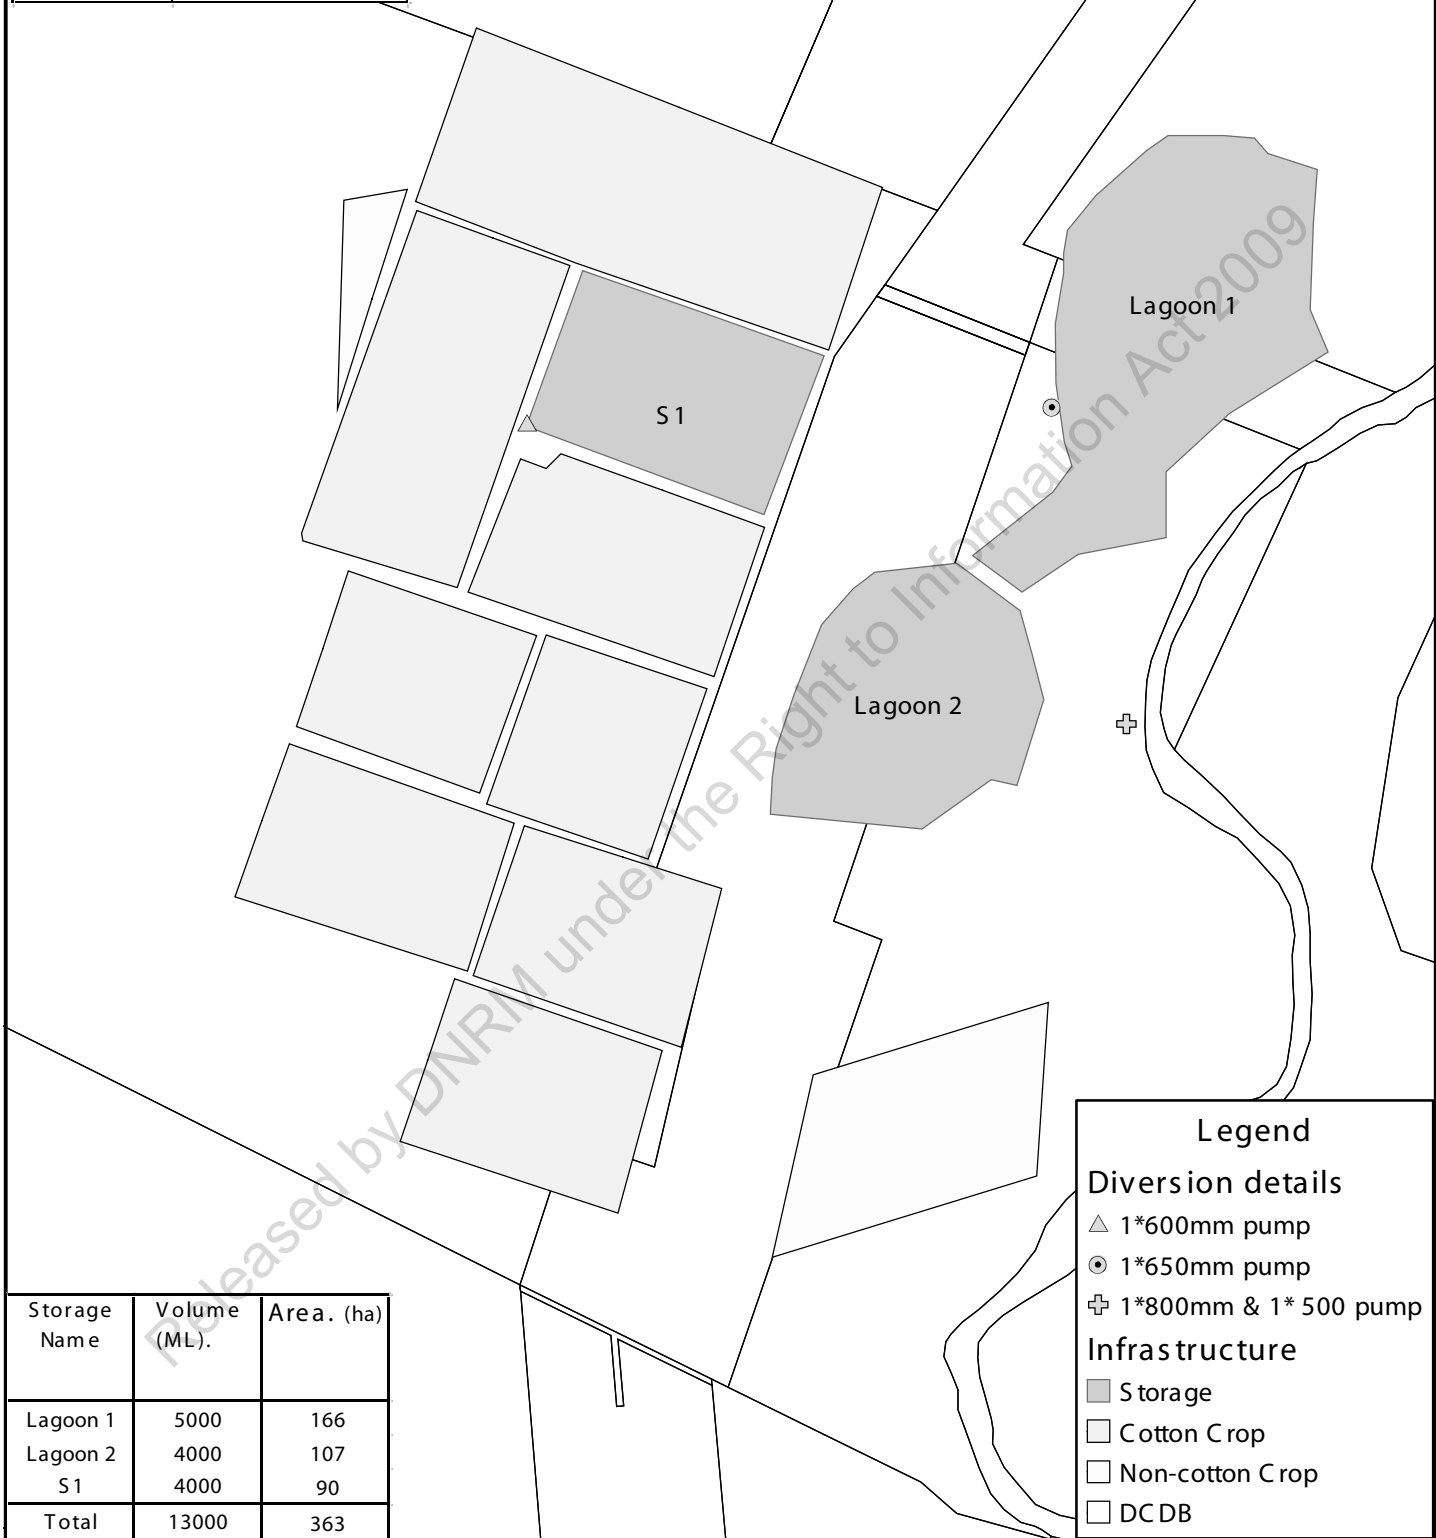 Lagoon 1
S1
Lagoon 2
Released by DNRM under the Right to Information Act 2009
Legend
Diversion details
1*600mm pump
1*650mm pump
1*800mm & 1* 500 pump
Infrastructure
Storage
Cotton Crop
Non-cotton Crop
DCDB
Storage Name Volume (ML). Area. (ha)
Lagoon 1 5000 166
Lagoon 2 4000 107
S1 4000 90
Total 13000 363